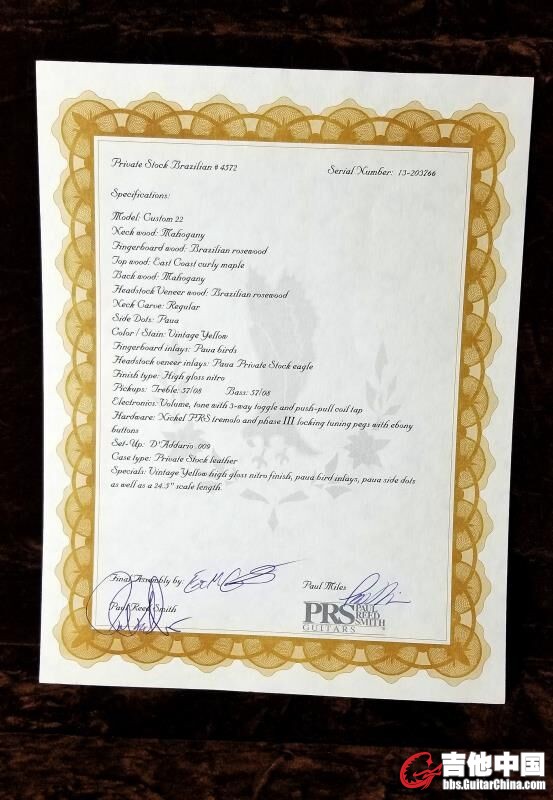 Private Stock Brazilian # 4572
Serial Number: 13-203766
Specifications:
Model: Custom 22
Neck wood: Mahogany
Fingerboard wood: Brazilian rosewood
Top wood: East Coast curly maple
Back wood: Mahogany
Headstock Veneer wood: Brazilian rosewood
Neck Carve: Regular
Side Dots: Paua
Color / Stain: Vintage Yellow
Fingerboard inlays: Paua birds
Headstock veneer inlays: Paua Private Stock eagle
Finish type: High gloss nitro
Pickups: Treble: 57/08 Bass: 57/08
Electronics: Volume, tone with 3-way toggle and push-pull coil tap
Hardware: Nickel PRS tremolo and phase III locking tuning pegs with ebony
buttons
Set-Up: D'Addario .009
Case type: Private Stock leather
Specials: Vintage Yellow high gloss nitro finish, paua bird inlays, paua side dots
as well as a 24.5" scale length.
Final Assembly by:
Paul Miles
Paul Reed Smith
PRS PAUL
REED
SMITH
GUITARS
吉他中国
bbs.GuitarChina.com